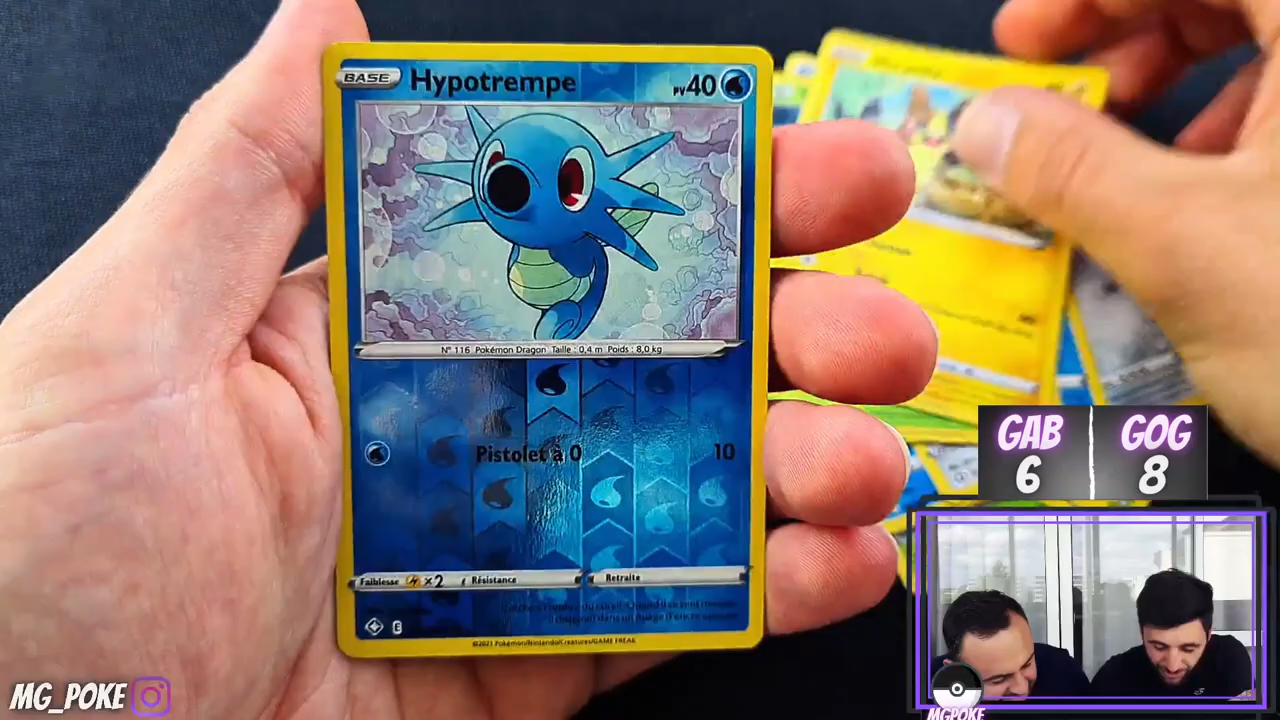 BASE Hypotrempe PV40
N° 116 Pokémon Dragon Taille : 0,4 m Poids : 8,0 kg
Pistolet à O 10
Faiblesse ×2 Résistance Retraite
E
©2021 Pokémon/Nintendo/Creatures/GAME FREAK
GAB GOG
6 8
MG_POKE
MGPOKE